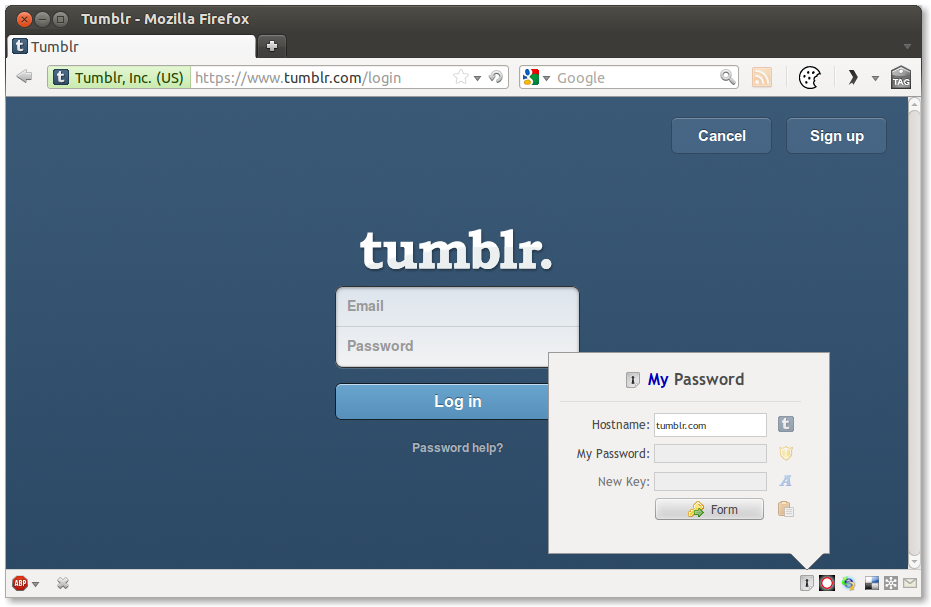 Tumblr - Mozilla Firefox
t Tumblr
t Tumblr, Inc. (US) https://www.tumblr.com/login Google TAG
Cancel Sign up
tumblr.
Email
Password
Log in
Password help?
My Password
Hostname: tumblr.com t
My Password:
New Key: A
Form
ABP